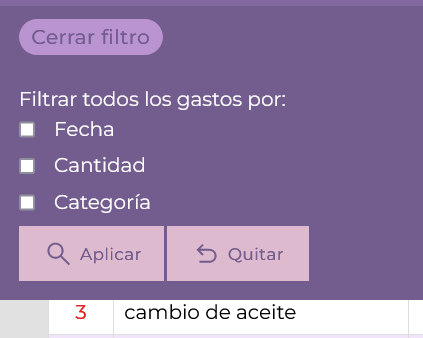 Cerrar filtro
Filtrar todos los gastos por:
Fecha
Cantidad
Categoría
Aplicar Quitar
3 cambio de aceite